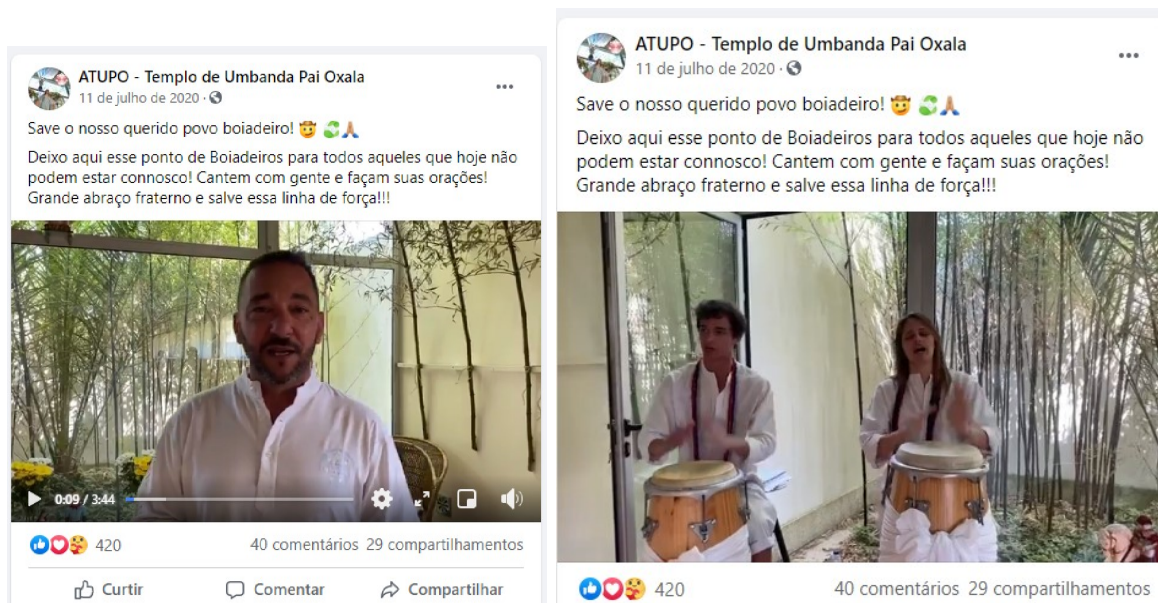 ATUPO - Templo de Umbanda Pai Oxala
11 de julho de 2020 ·
Save o nosso querido povo boiadeiro! 🤠 ♻️🙏🏼
Deixo aqui esse ponto de Boiadeiros para todos aqueles que hoje não
podem estar connosco! Cantem com gente e façam suas orações!
Grande abraço fraterno e salve essa linha de força!!!
0:09 / 3:44
420
40 comentários 29 compartilhamentos
Curtir
Comentar
Compartilhar
ATUPO - Templo de Umbanda Pai Oxala
11 de julho de 2020 ·
Save o nosso querido povo boiadeiro! 🤠 ♻️🙏🏼
Deixo aqui esse ponto de Boiadeiros para todos aqueles que hoje não
podem estar connosco! Cantem com gente e façam suas orações!
Grande abraço fraterno e salve essa linha de força!!!
420
40 comentários 29 compartilhamentos